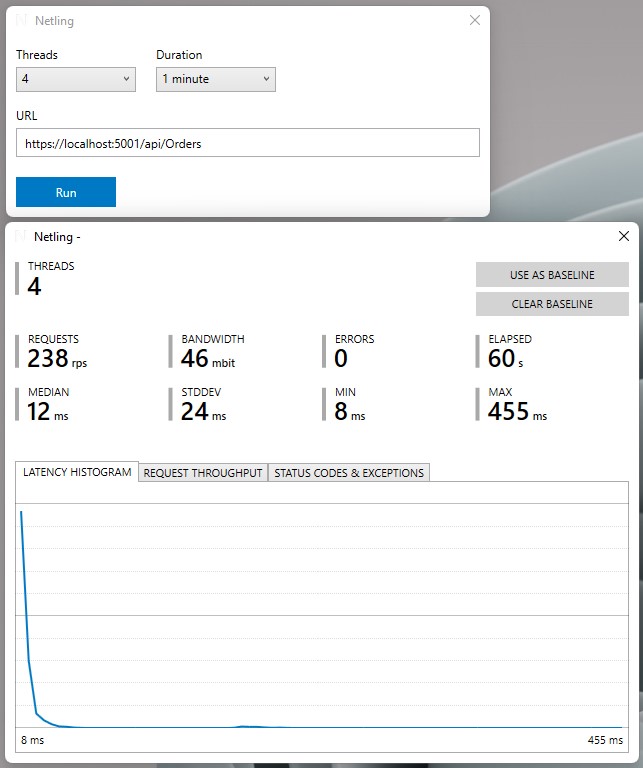 Netling
Threads Duration
4 1 minute
URL
https://localhost:5001/api/Orders
Run
Netling -
THREADS
4
USE AS BASELINE
CLEAR BASELINE
REQUESTS BANDWIDTH ERRORS ELAPSED
238 rps 46 mbit 0 60 s
MEDIAN STDDEV MIN MAX
12 ms 24 ms 8 ms 455 ms
LATENCY HISTOGRAM REQUEST THROUGHPUT STATUS CODES & EXCEPTIONS
8 ms 455 ms